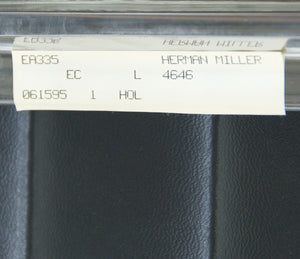 EA335 HERMAN MILLER
EC L 4646
061595 1 HOL